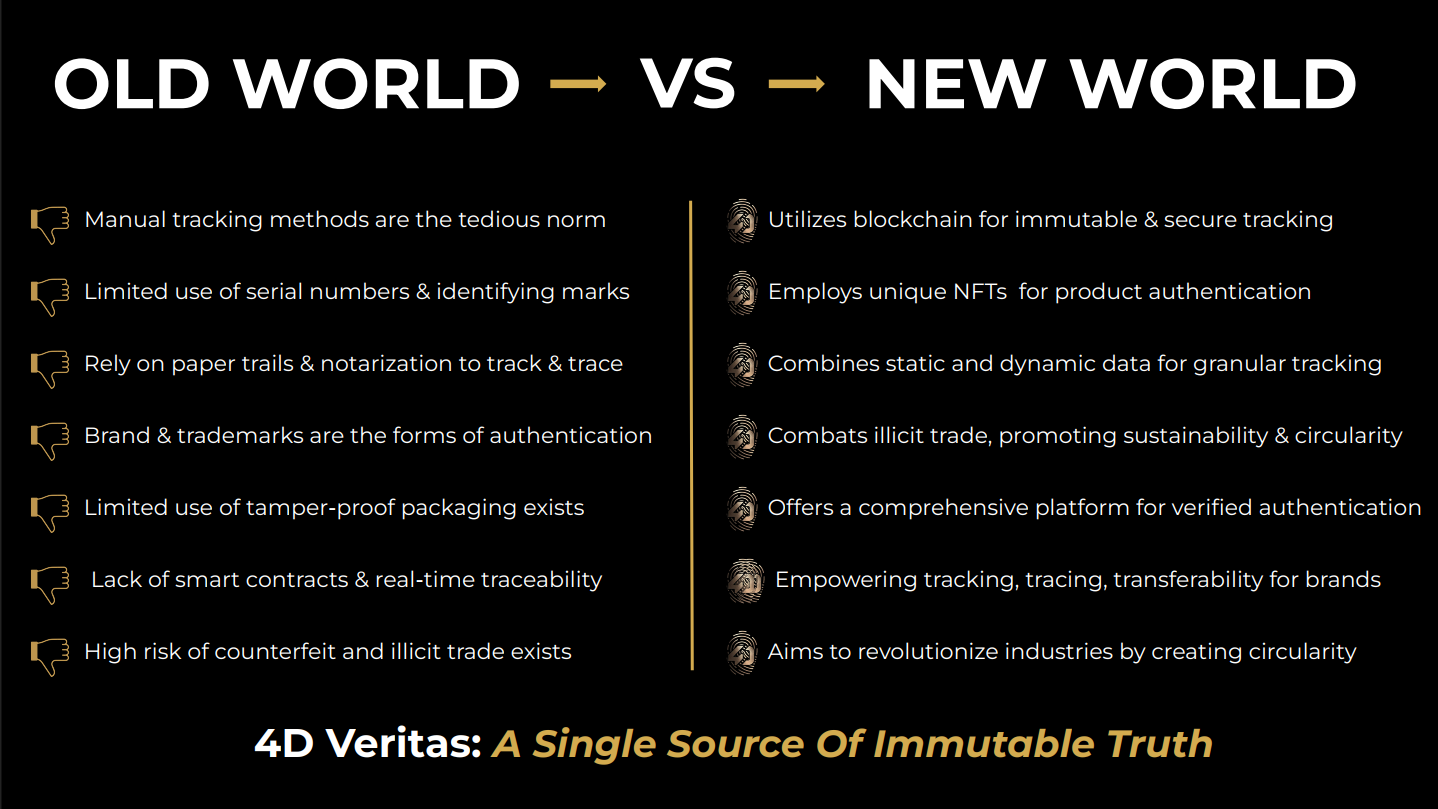 OLD WORLD VS NEW WORLD
Manual tracking methods are the tedious norm
Limited use of serial numbers & identifying marks
Rely on paper trails & notarization to track & trace
Brand & trademarks are the forms of authentication
Limited use of tamper-proof packaging exists
Lack of smart contracts & real-time traceability
High risk of counterfeit and illicit trade exists
Utilizes blockchain for immutable & secure tracking
Employs unique NFTs for product authentication
Combines static and dynamic data for granular tracking
Combats illicit trade, promoting sustainability & circularity
Offers a comprehensive platform for verified authentication
Empowering tracking, tracing, transferability for brands
Aims to revolutionize industries by creating circularity
4D Veritas: A Single Source Of Immutable Truth